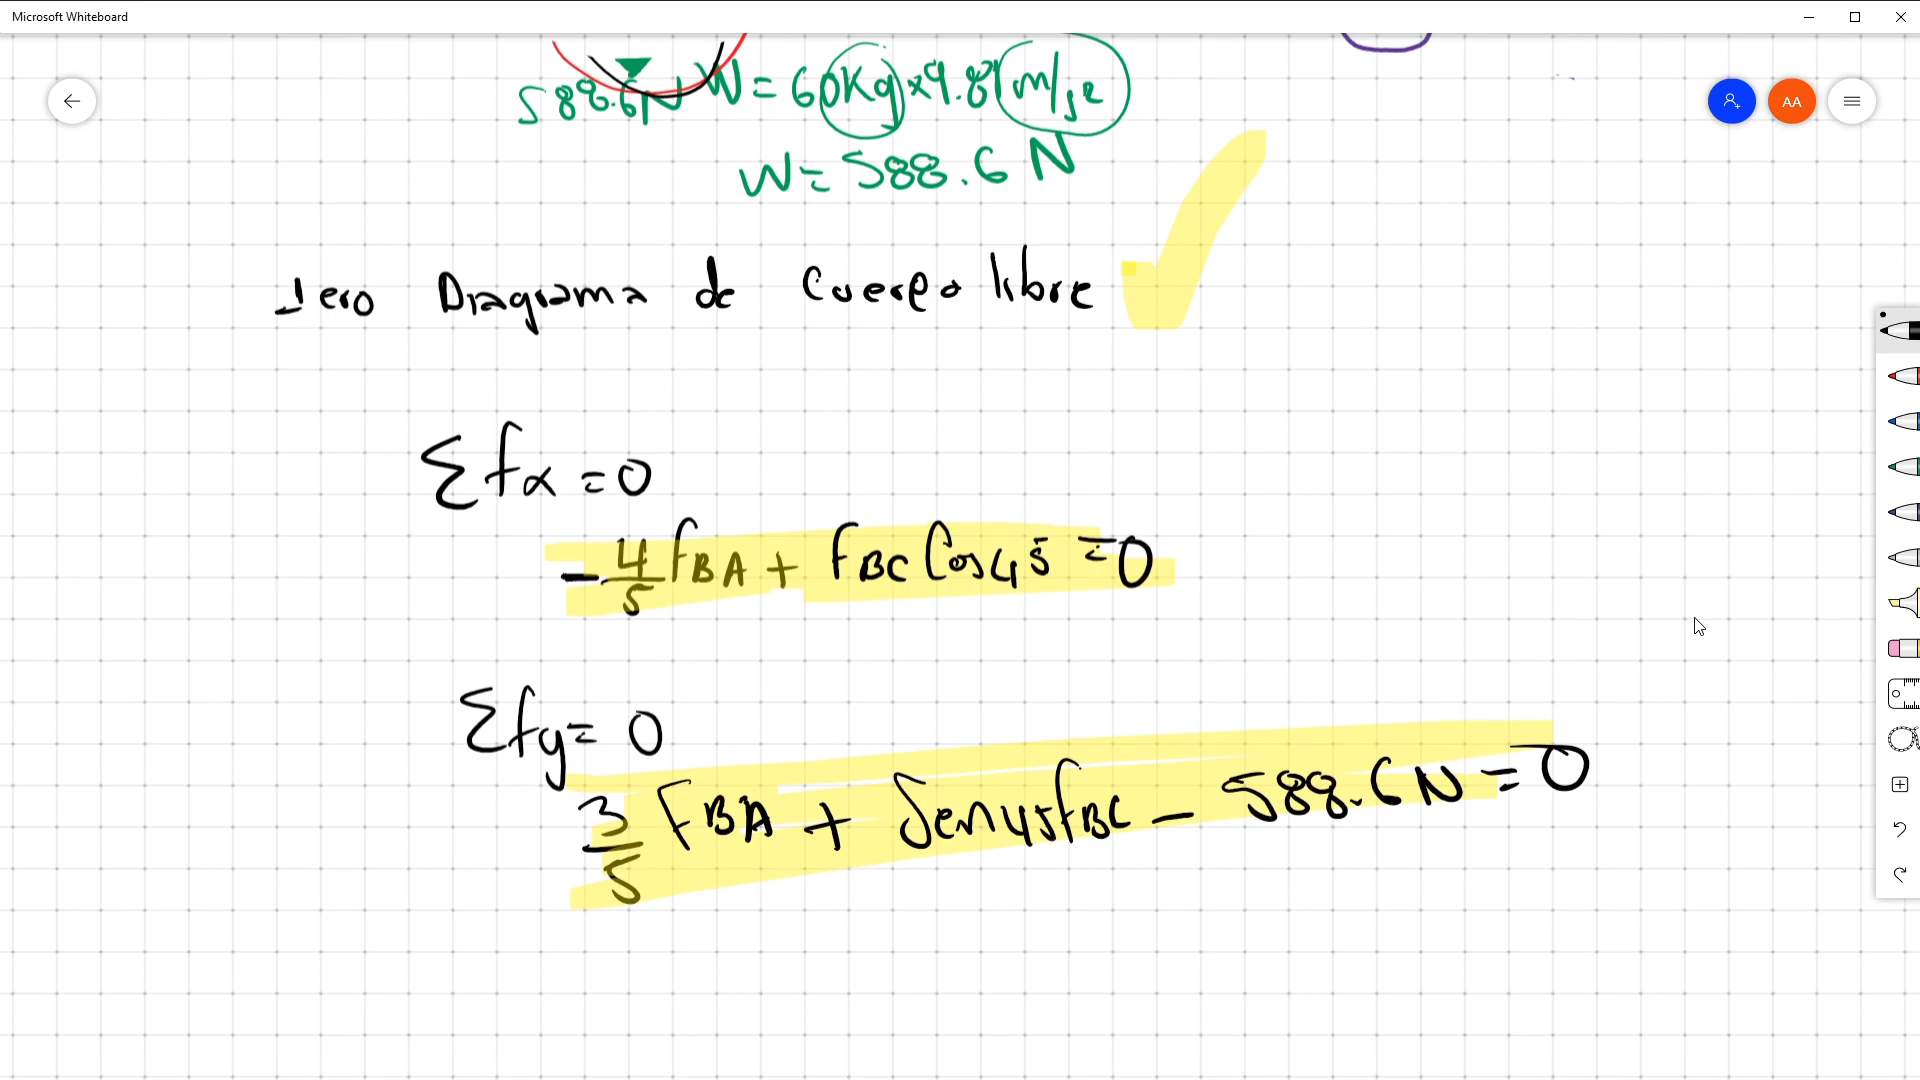 Microsoft Whiteboard
588.6N W = 60Kg × 9.81 m/s2
AA
W = 588.6 N
1ero Diagrama de Cuerpo libre
Σfx = 0
- 4/5 FBA + FBC Cos45 = 0
Σfy = 0
3/5 FBA + Sen45 FBC - 588.6 N = 0